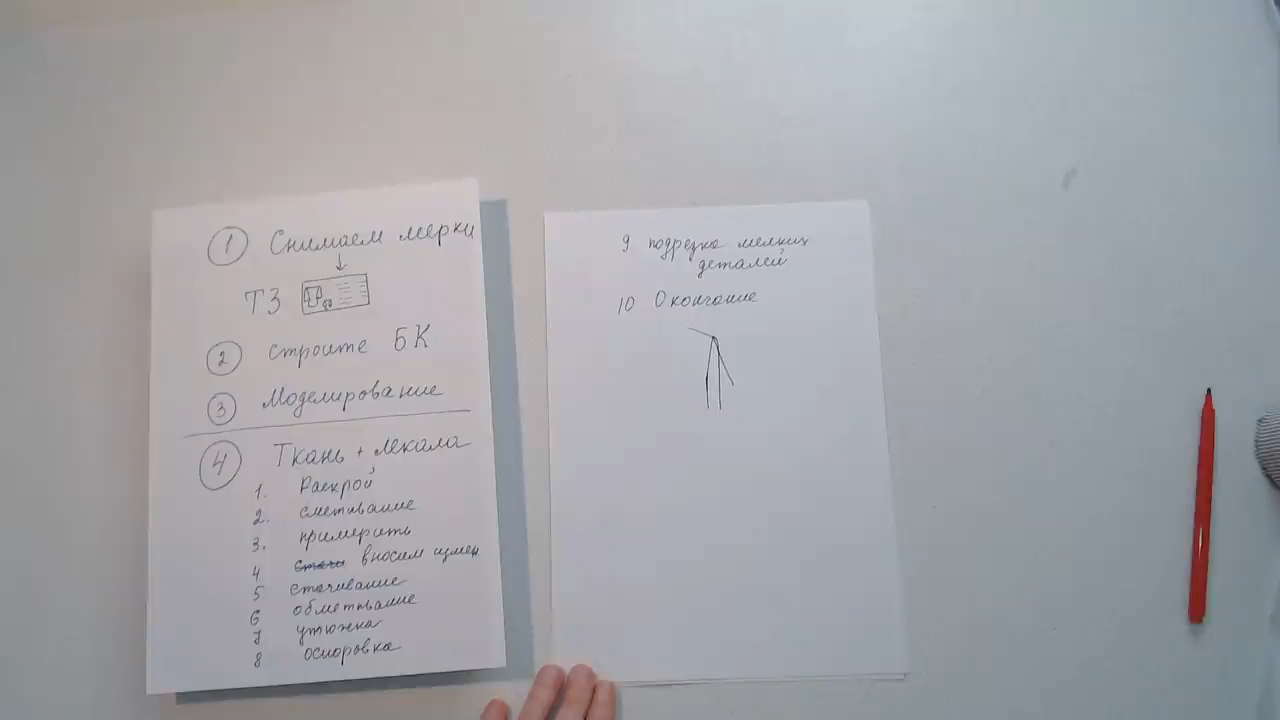 1 Снимаем мерки
ТЗ
2 строите БК
3 Моделирование
4 Ткань + лекала
1. Раскрой
2. сметывание
3. примерить
4 вносим измен
5 стачивание
6 обметывание
7 утюжка
8 осноровка
9 подрезка мелких
деталей
10 Окончание